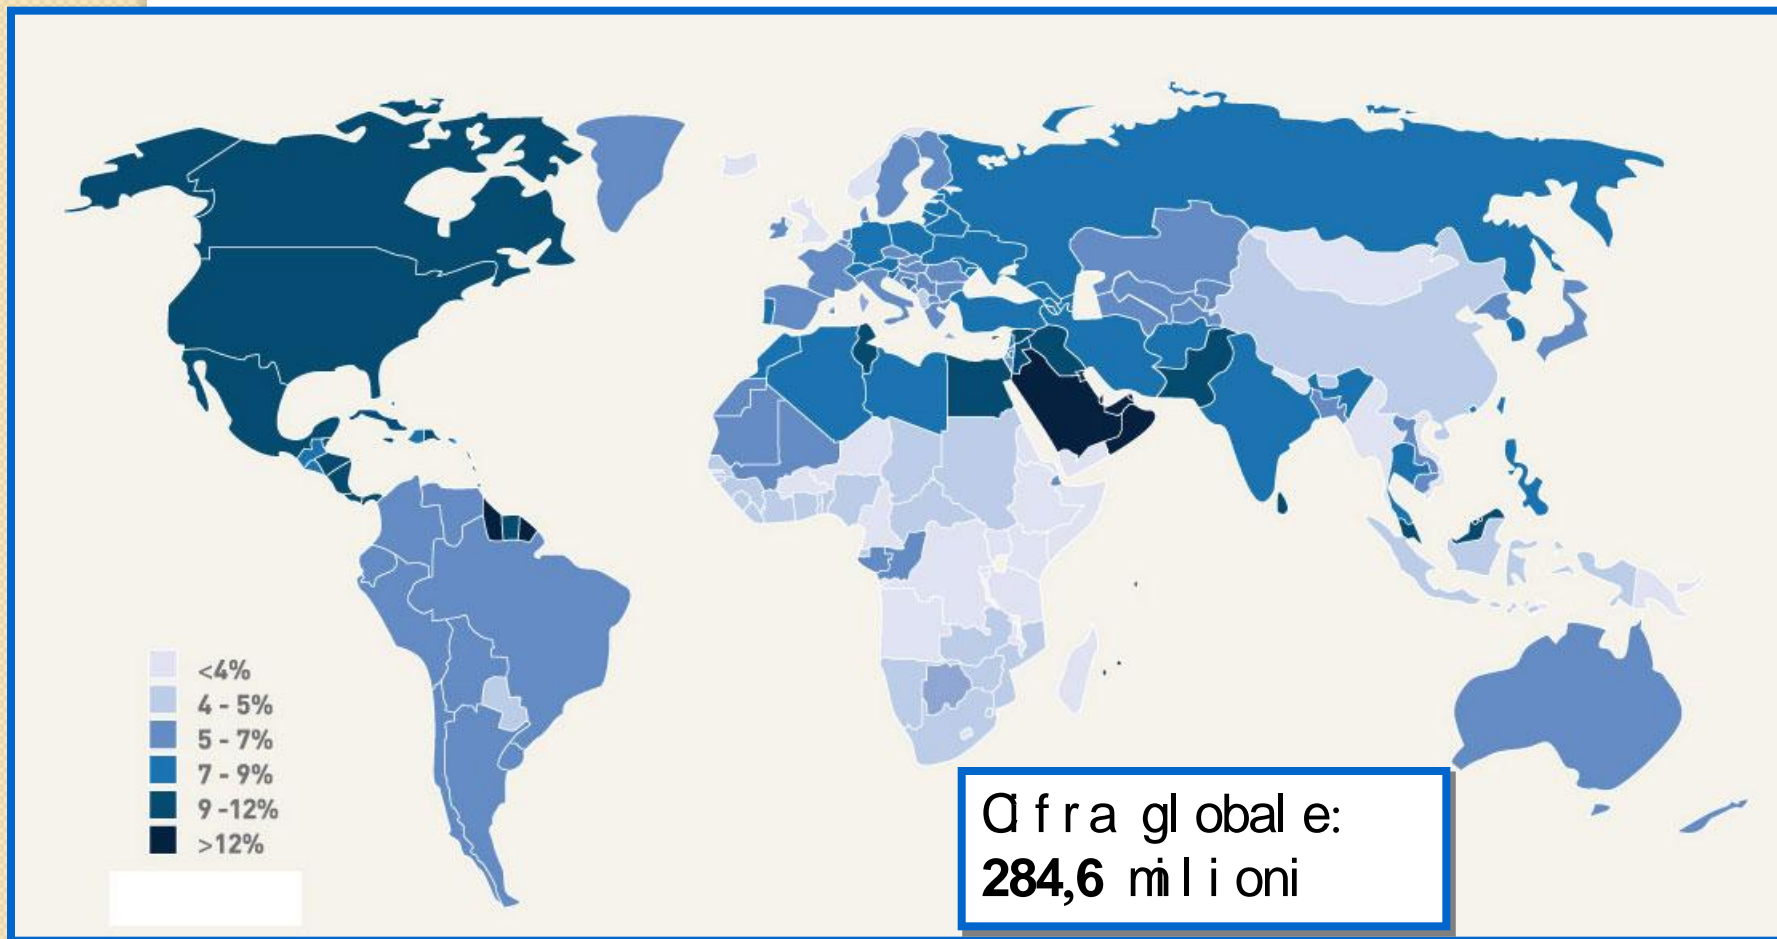 <4%
4 - 5%
5 - 7%
7 - 9%
9 -12%
>12%
Cifra globale:
284,6 milioni